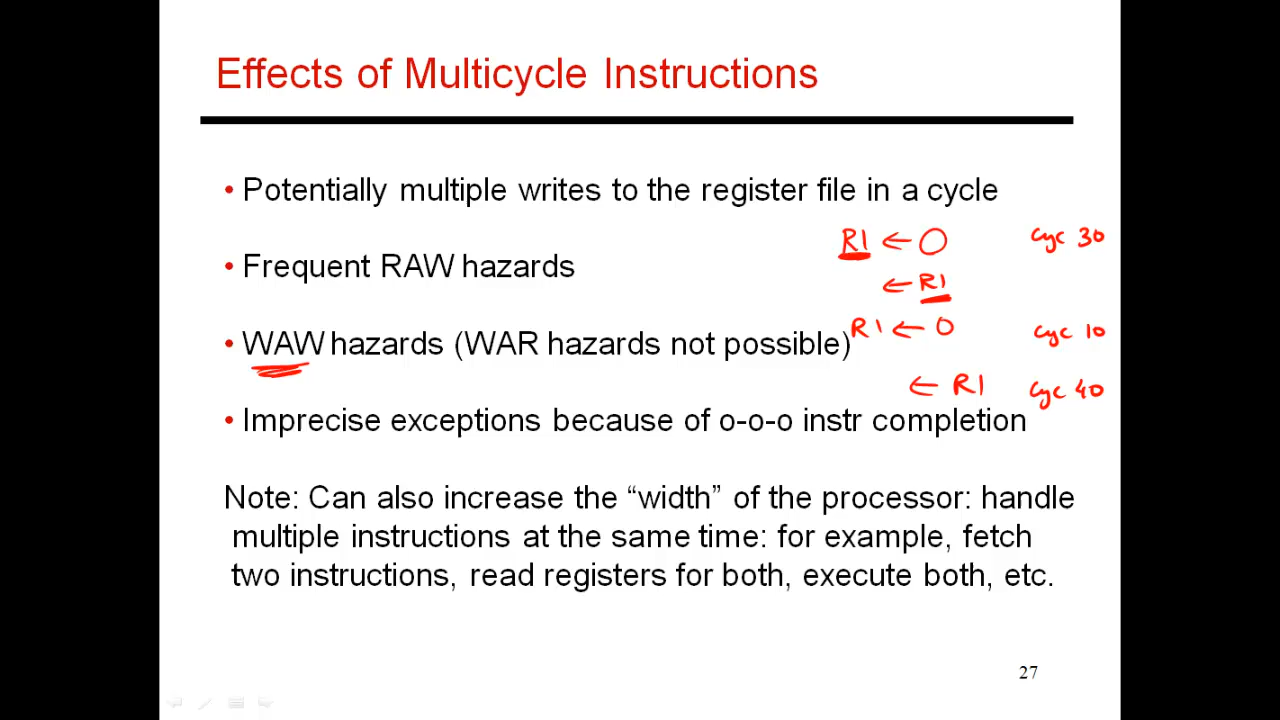 Effects of Multicycle Instructions
• Potentially multiple writes to the register file in a cycle
R1 ← O cyc 30
• Frequent RAW hazards
← R1
R1 ← O cyc 10
• WAW hazards (WAR hazards not possible)
← R1 cyc 40
• Imprecise exceptions because of o-o-o instr completion
Note: Can also increase the “width” of the processor: handle
multiple instructions at the same time: for example, fetch
two instructions, read registers for both, execute both, etc.
27